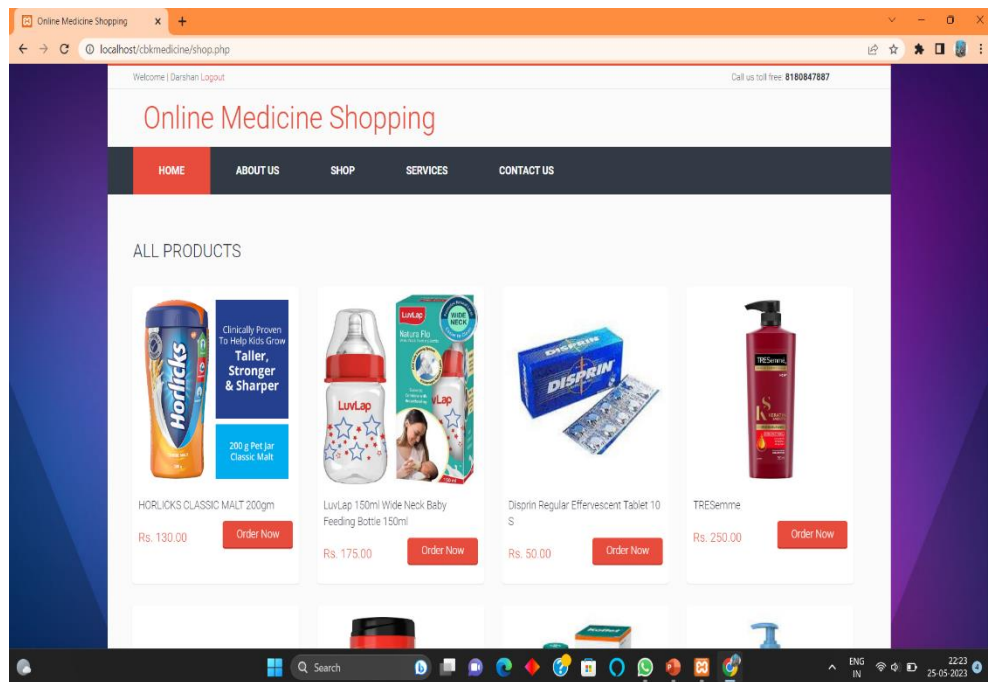 Online Medicine Shopping
localhost/cbkmedicine/shop.php
Welcome | Darshan Logout
Call us toll free: 8180847887
Online Medicine Shopping
HOME ABOUT US SHOP SERVICES CONTACT US
ALL PRODUCTS
Horlicks
Clinically Proven
To Help Kids Grow
Taller,
Stronger
& Sharper
200 g Pet Jar
Classic Malt
LuvLap
LuvLap
WIDE
NECK
Natura Flo
vLap
DISPRIN
DISPRIN
TRESemmé
KERATIN
HORLICKS CLASSIC MALT 200gm
Rs. 130.00
Order Now
LuvLap 150ml Wide Neck Baby
Feeding Bottle 150ml
Rs. 175.00
Order Now
Disprin Regular Effervescent Tablet 10
S
Rs. 50.00
Order Now
TRESemme
Rs. 250.00
Order Now
Search
ENG
IN
22:23
25-05-2023